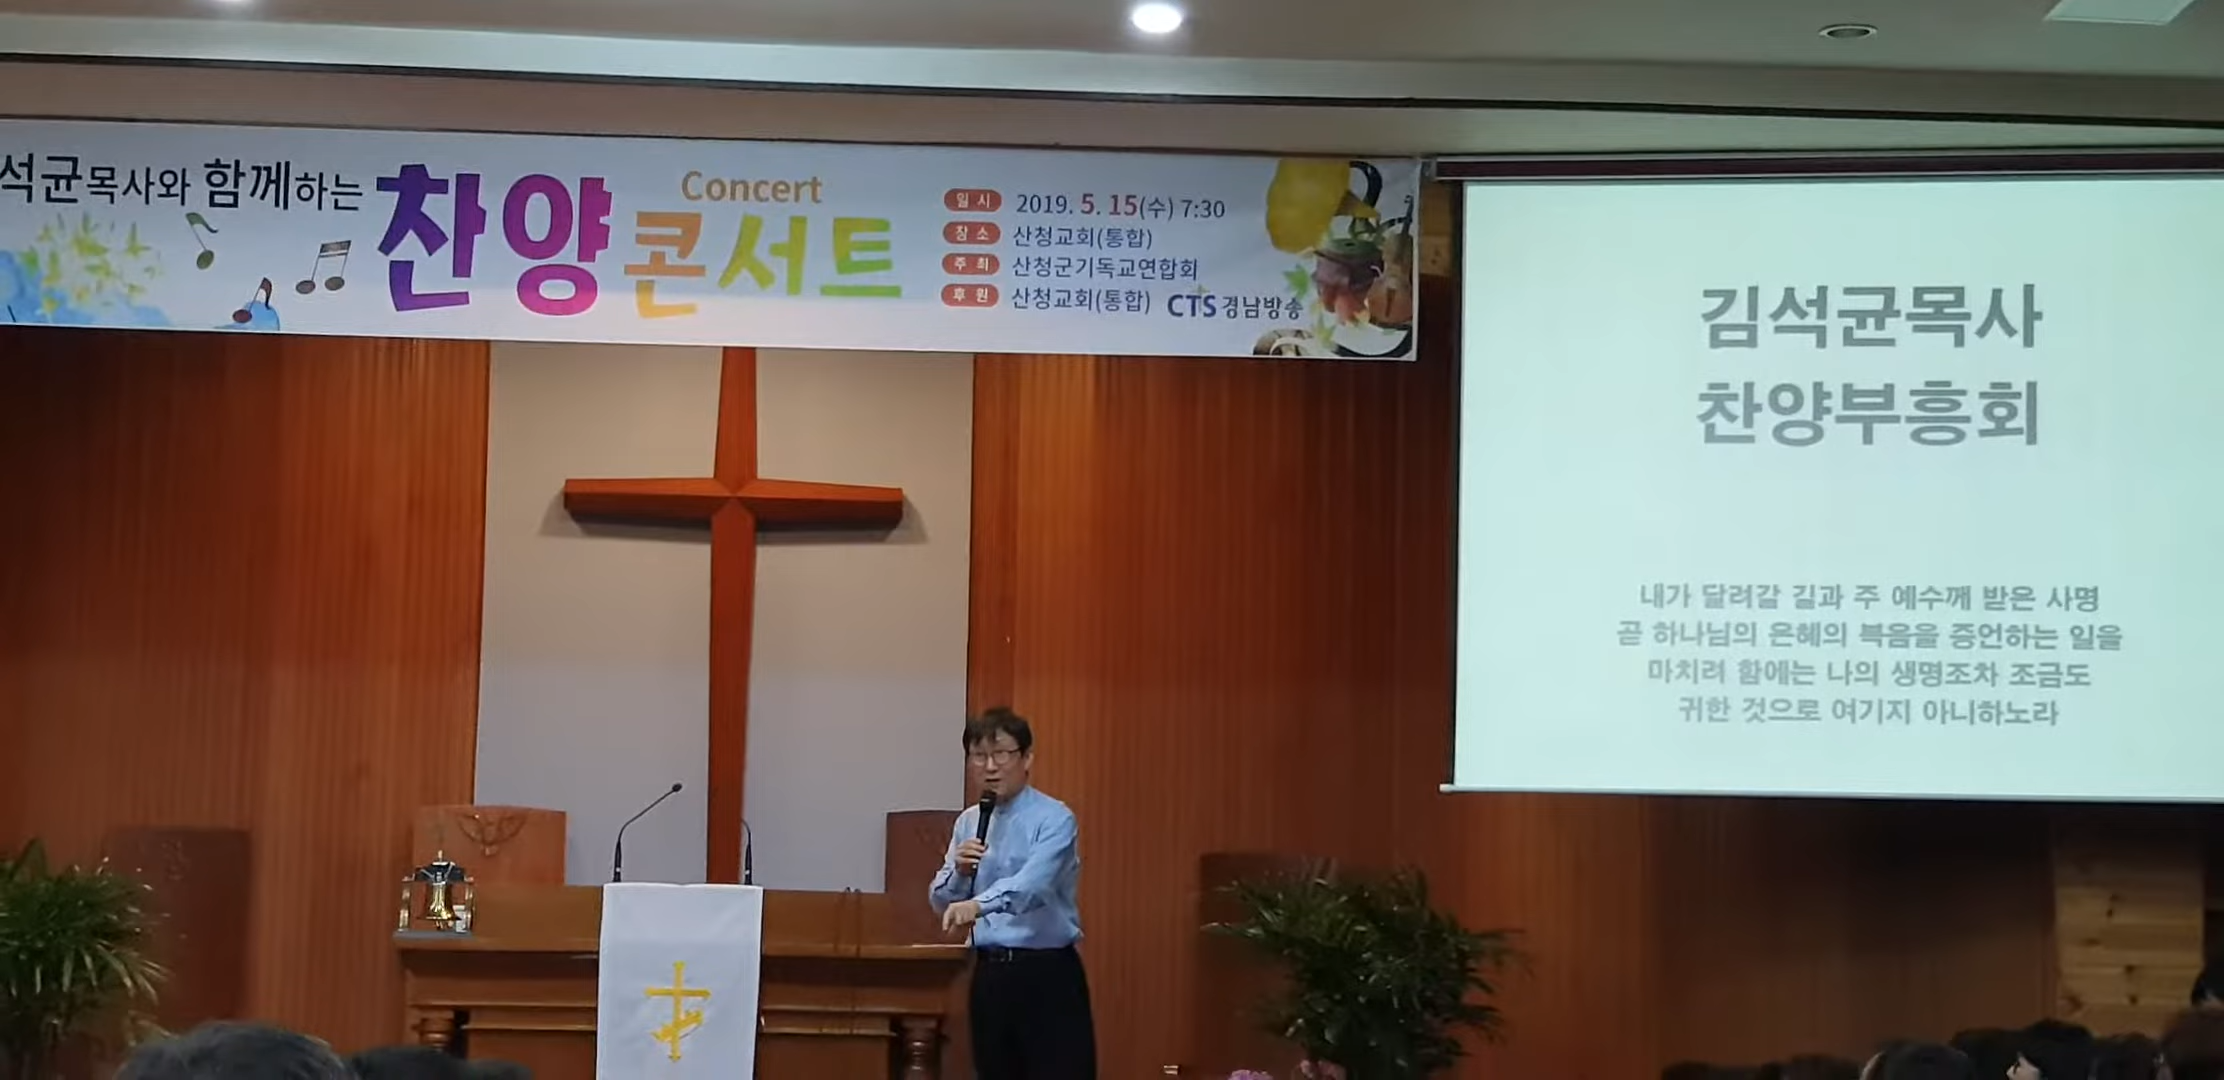 석균목사와 함께하는 찬양콘서트
Concert
일시 2019. 5. 15(수) 7:30
장소 산청교회(통합)
주최 산청군기독교연합회
후원 산청교회(통합) CTS경남방송
김석균목사
찬양부흥회
내가 달려갈 길과 주 예수께 받은 사명
곧 하나님의 은혜의 복음을 증언하는 일을
마치려 함에는 나의 생명조차 조금도
귀한 것으로 여기지 아니하노라